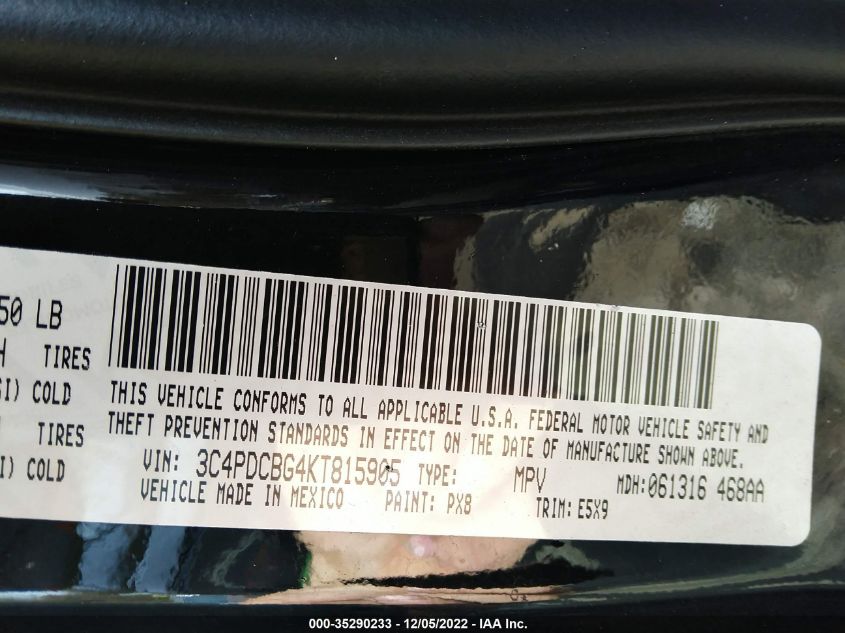 50 LB
H TIRES
SI) COLD
TIRES
I) COLD
THIS VEHICLE CONFORMS TO ALL APPLICABLE U.S.A. FEDERAL MOTOR VEHICLE SAFETY AND
THEFT PREVENTION STANDARDS IN EFFECT ON THE DATE OF MANUFACTURE SHOWN ABOVE.
VIN: 3C4PDCBG4KT815905 TYPE: MPV MDH:061316 468AA
VEHICLE MADE IN MEXICO PAINT: PX8 TRIM:E5X9
000-35290233 - 12/05/2022 - IAA Inc.